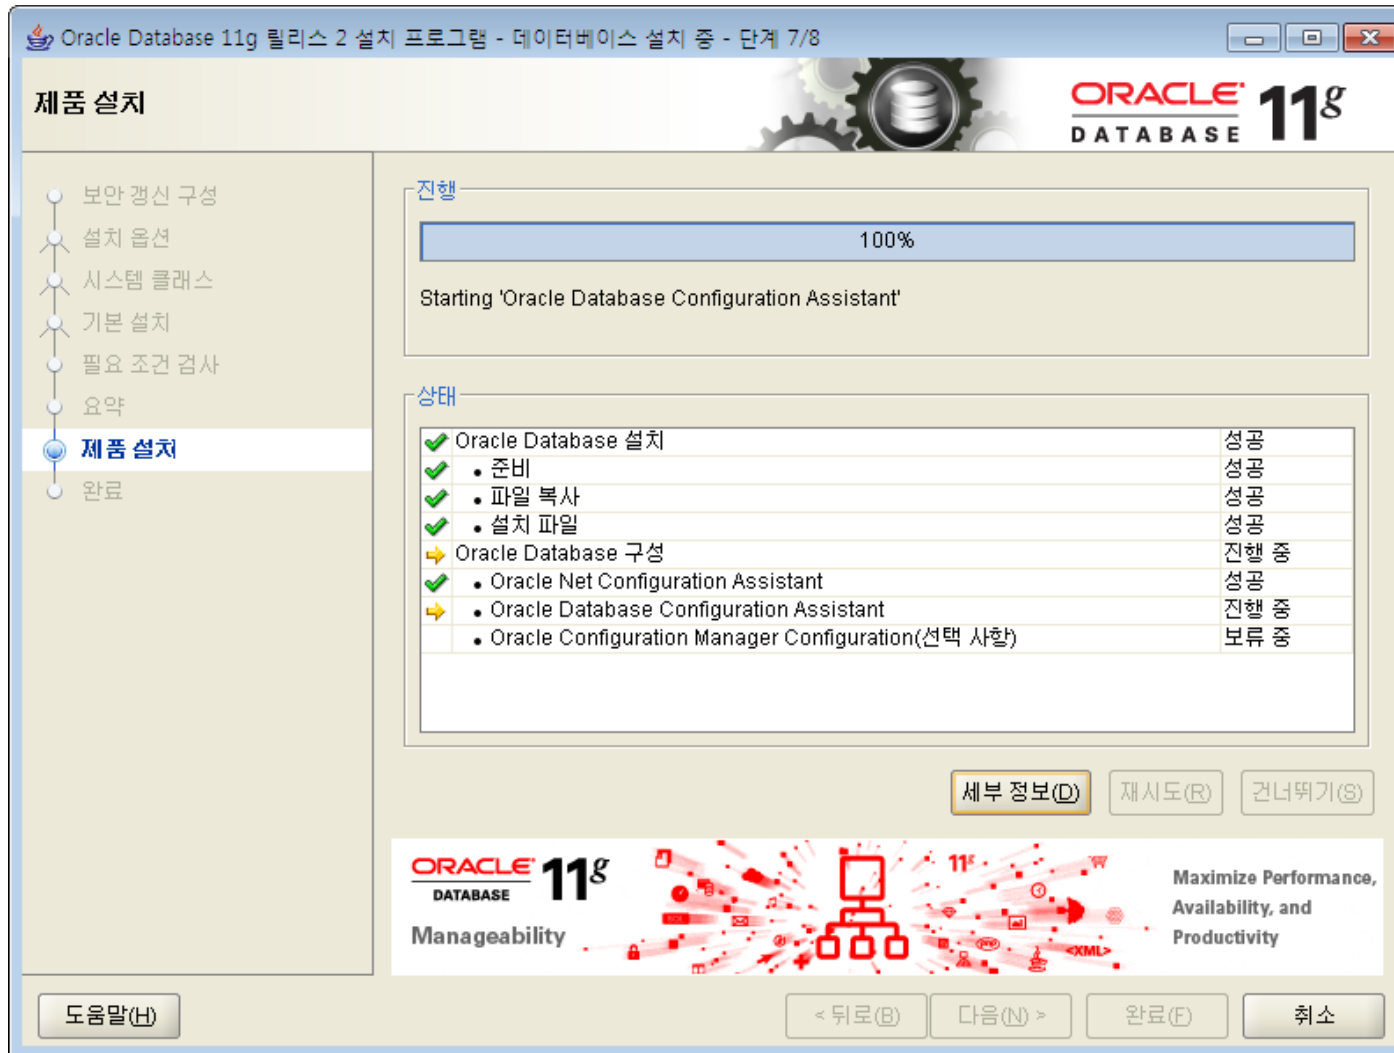 Oracle Database 11g 릴리스 2 설치 프로그램 - 데이터베이스 설치 중 - 단계 7/8
제품 설치
ORACLE DATABASE 11g
보안 갱신 구성
설치 옵션
시스템 클래스
기본 설치
필요 조건 검사
요약
제품 설치
완료
진행
100%
Starting 'Oracle Database Configuration Assistant'
상태
Oracle Database 설치 성공
• 준비 성공
• 파일 복사 성공
• 설치 파일 성공
Oracle Database 구성 진행 중
• Oracle Net Configuration Assistant 성공
• Oracle Database Configuration Assistant 진행 중
• Oracle Configuration Manager Configuration(선택 사항) 보류 중
세부 정보(D) 재시도(R) 건너뛰기(S)
ORACLE DATABASE 11g
Manageability
11g
<XML>
php
Maximize Performance,
Availability, and
Productivity
도움말(H) < 뒤로(B) 다음(N) > 완료(F) 취소